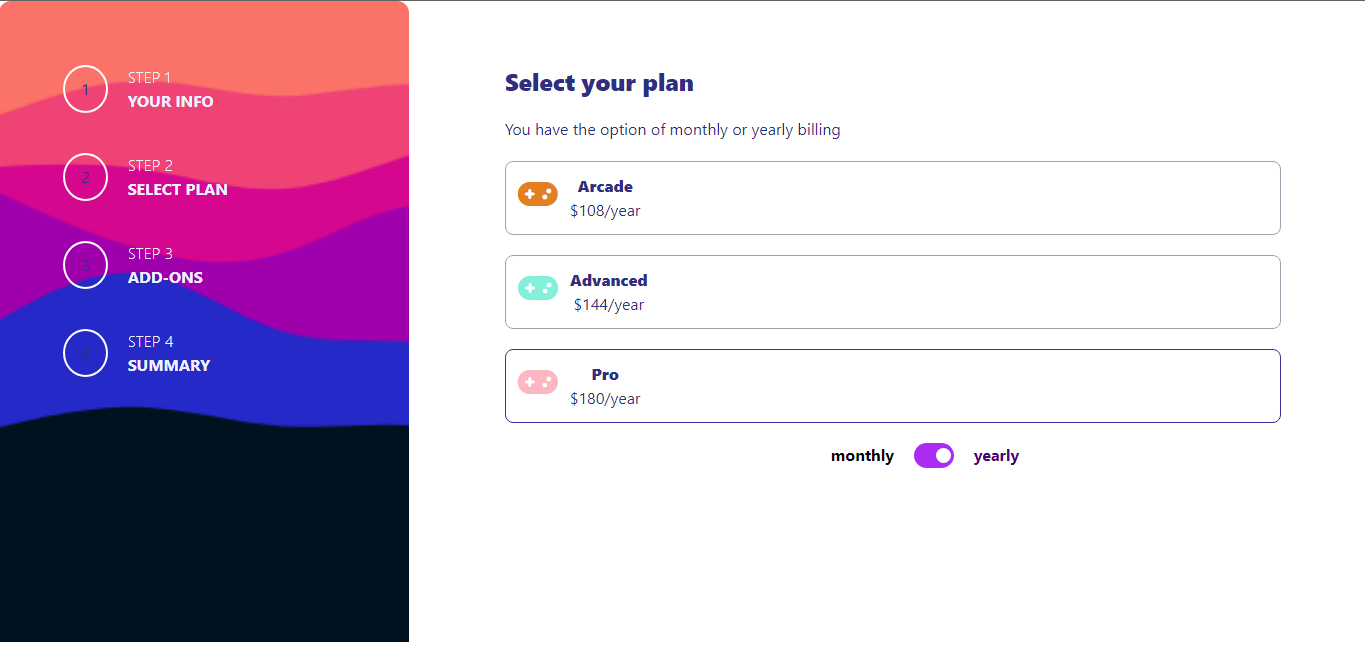 1
STEP 1
YOUR INFO
2
STEP 2
SELECT PLAN
3
STEP 3
ADD-ONS
4
STEP 4
SUMMARY
Select your plan
You have the option of monthly or yearly billing
Arcade
$108/year
Advanced
$144/year
Pro
$180/year
monthly yearly